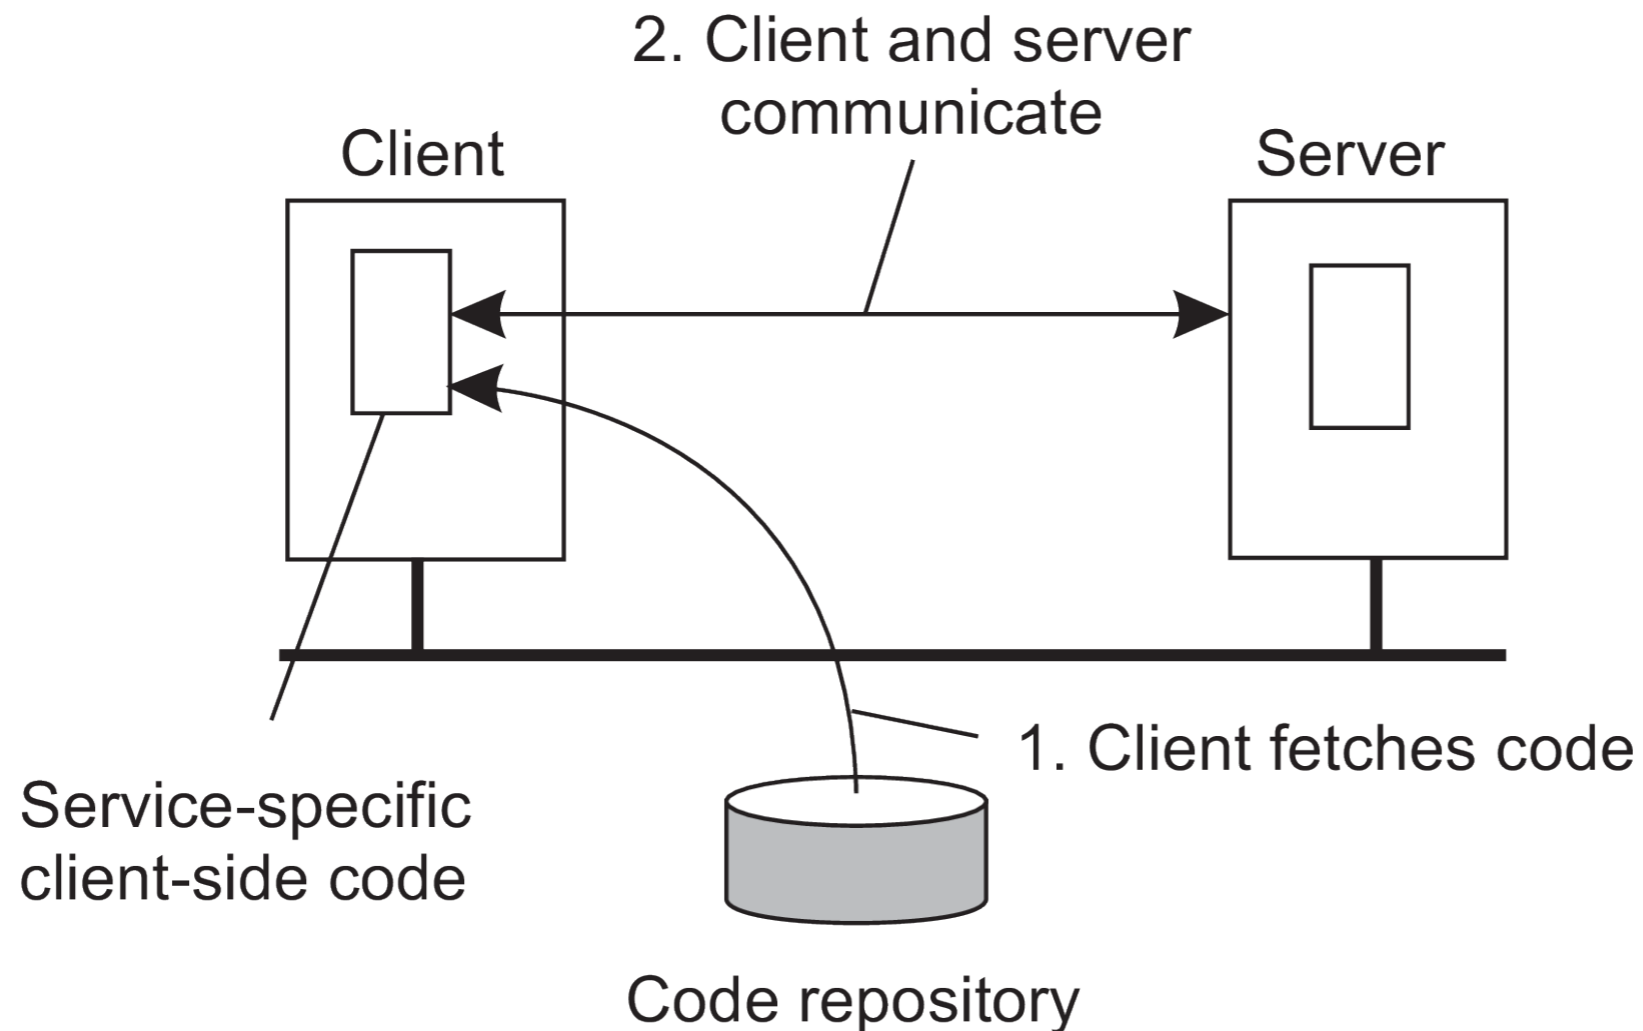 2. Client and server
communicate
Client
Server
1. Client fetches code
Service-specific
client-side code
Code repository